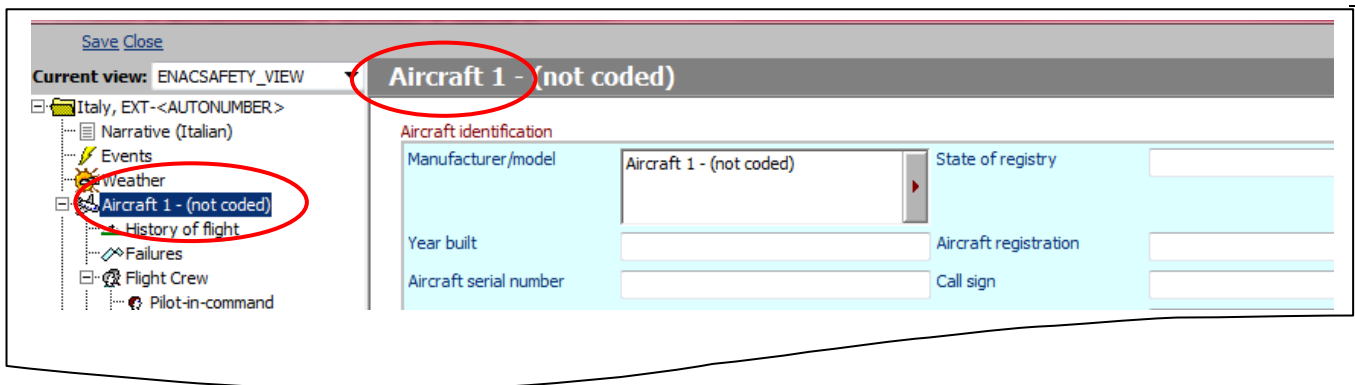 Save Close
Current view: ENACSAFETY_VIEW
Aircraft 1 - (not coded)
Italy, EXT-<AUTONUMBER>
Narrative (Italian)
Events
Weather
Aircraft 1 - (not coded)
History of flight
Failures
Flight Crew
Pilot-in-command
Aircraft identification
Manufacturer/model
Aircraft 1 - (not coded)
State of registry
Year built
Aircraft registration
Aircraft serial number
Call sign